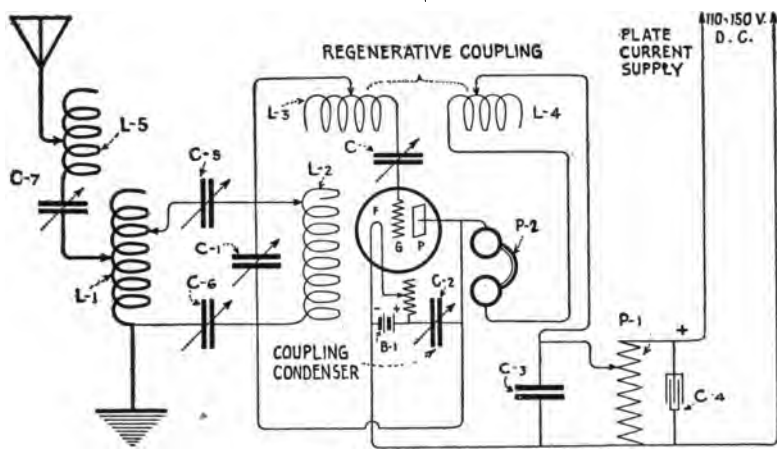 REGENERATIVE COUPLING
PLATE
CURRENT
SUPPLY
110-150 V.
D. C.
L-5
L-3
L-4
C-7
C-5
L-2
C
F
G
P
P-2
C-1
L-1
C-6
C-2
- +
B-1
COUPLING
CONDENSER
P-1
+
C-3
C-4